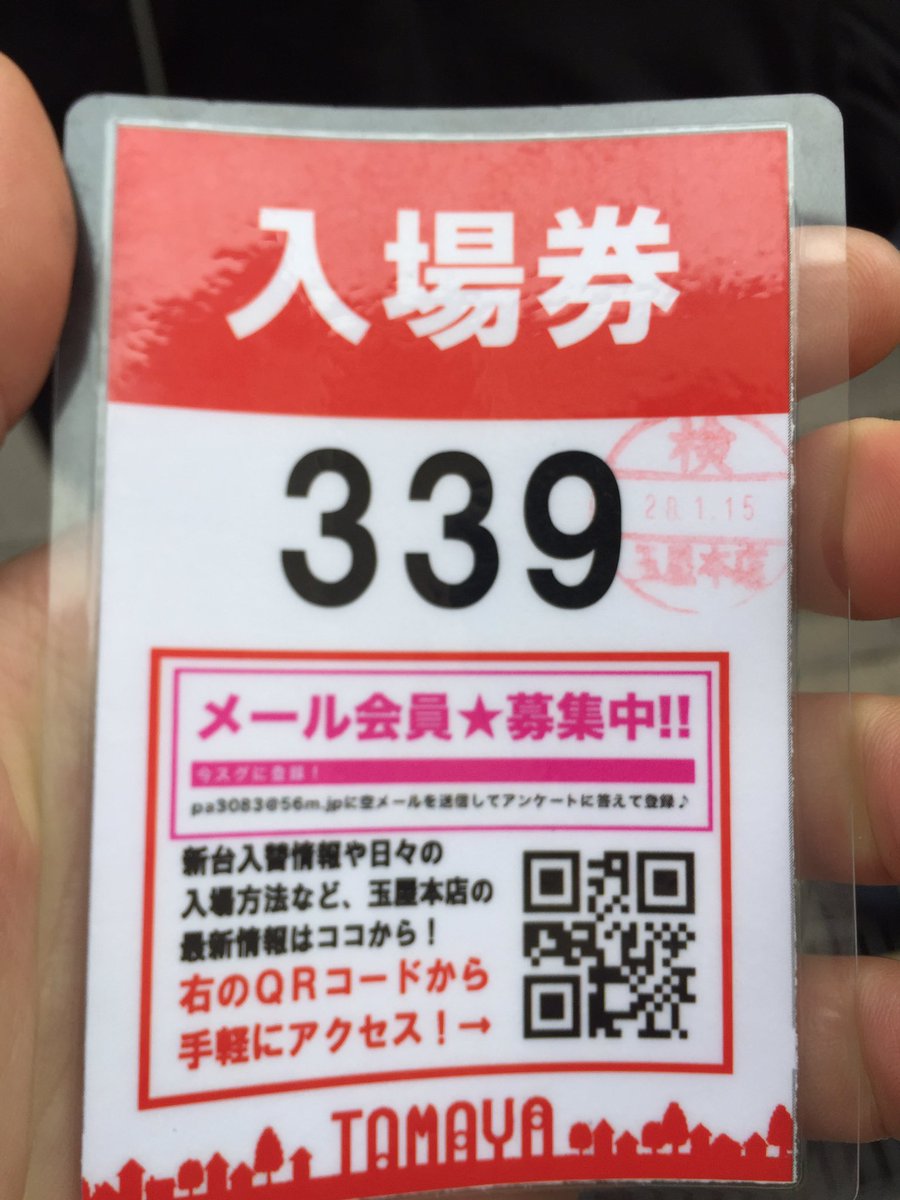 入場券
339
検
28.1.15
玉屋本店
メール会員★募集中!!
今スグに登録！
pa3083@56m.jpに空メールを送信してアンケートに答えて登録♪
新台入替情報や日々の
入場方法など、玉屋本店の
最新情報はココから！
右のQRコードから
手軽にアクセス！→
TAMAYA